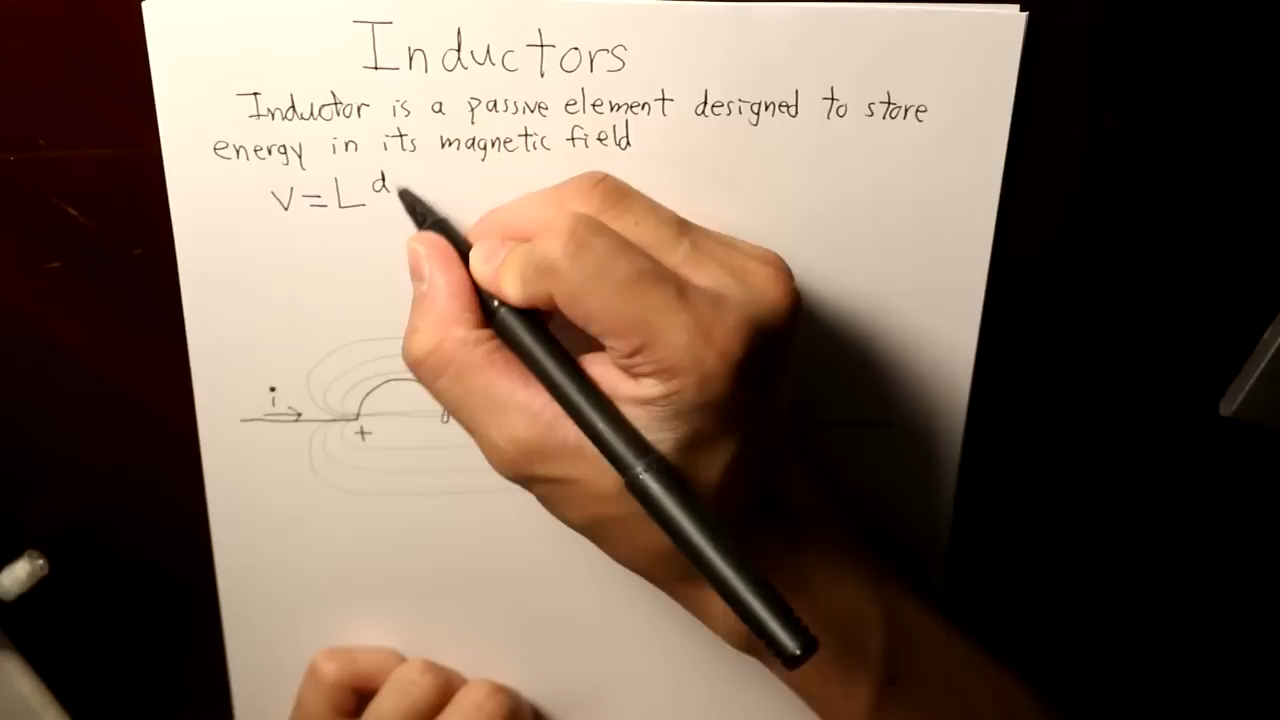 Inductors
Inductor is a passive element designed to store
energy in its magnetic field
v=L d
i
+